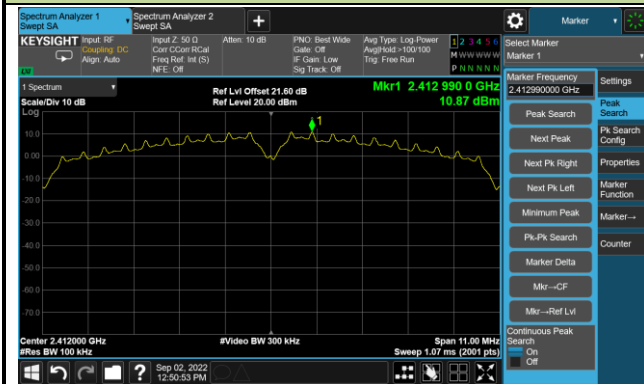 Spectrum Analyzer 1
Swept SA
Spectrum Analyzer 2
Swept SA
+
Marker
KEYSIGHT
Input: RF
Coupling: DC
Align: Auto
Input Z: 50 Ω
Corr CCorr RCal
Freq Ref: Int (S)
NFE: Off
Atten: 10 dB
PNO: Best Wide
Gate: Off
IF Gain: Low
Sig Track: Off
Avg Type: Log-Power
Avg|Hold:>100/100
Trig: Free Run
1 2 3 4 5 6
M W W W W W
P N N N N N
LXI
Select Marker
Marker 1
1 Spectrum
Scale/Div 10 dB
Log
Ref Lvl Offset 21.60 dB
Ref Level 20.00 dBm
Mkr1 2.412 990 0 GHz
10.87 dBm
1
10.0
0.00
-10.0
-20.0
-30.0
-40.0
-50.0
-60.0
-70.0
Center 2.412000 GHz
#Res BW 100 kHz
#Video BW 300 kHz
Span 11.00 MHz
Sweep 1.07 ms (2001 pts)
Marker Frequency
2.412990000 GHz
Peak Search
Next Peak
Next Pk Right
Next Pk Left
Minimum Peak
Pk-Pk Search
Marker Delta
Mkr→CF
Mkr→Ref Lvl
Continuous Peak
Search
On
Off
Settings
Peak
Search
Pk Search
Config
Properties
Marker
Function
Marker→
Counter
?
Sep 02, 2022
12:50:53 PM